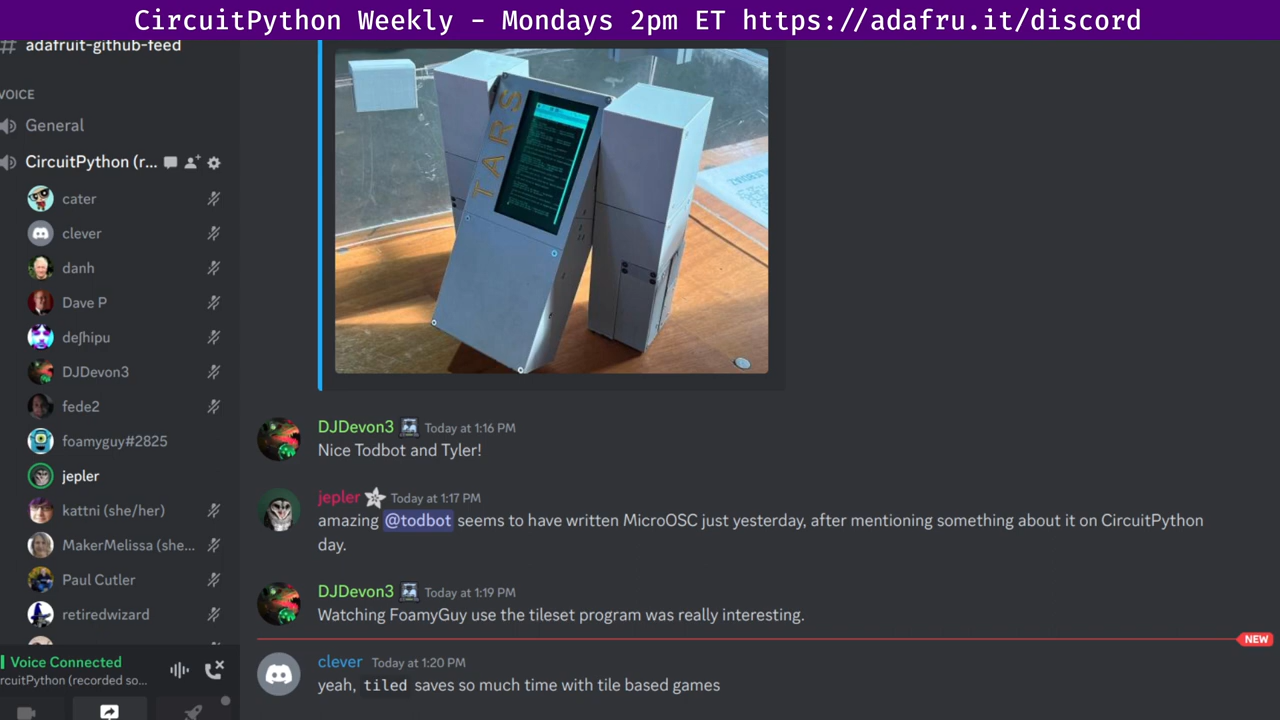 CircuitPython Weekly - Mondays 2pm ET https://adafru.it/discord
# adafruit-github-feed
VOICE
General
CircuitPython (r...
cater
clever
danh
Dave P
deʃhipu
DJDevon3
fede2
foamyguy#2825
jepler
kattni (she/her)
MakerMelissa (she...
Paul Cutler
retiredwizard
Voice Connected
rcuitPython (recorded so...
TARS
DJDevon3 Today at 1:16 PM
Nice Todbot and Tyler!
jepler Today at 1:17 PM
amazing @todbot seems to have written MicroOSC just yesterday, after mentioning something about it on CircuitPython
day.
DJDevon3 Today at 1:19 PM
Watching FoamyGuy use the tileset program was really interesting.
NEW
clever Today at 1:20 PM
yeah, tiled saves so much time with tile based games